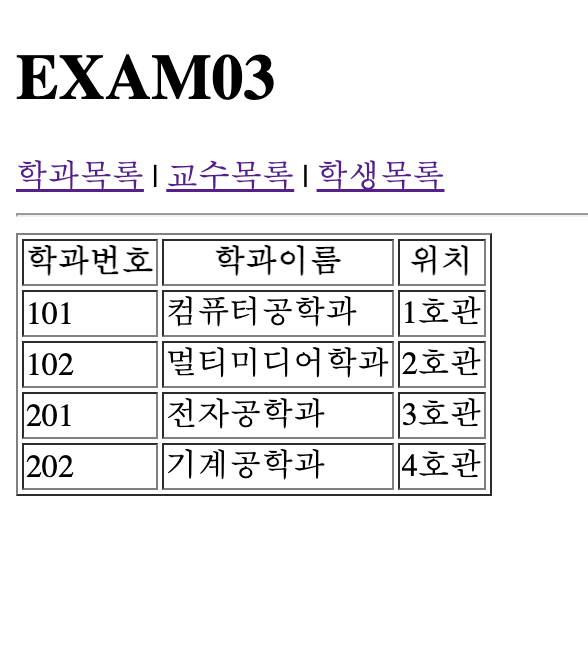 EXAM03
학과목록 | 교수목록 | 학생목록
학과번호 학과이름 위치
101 컴퓨터공학과 1호관
102 멀티미디어학과 2호관
201 전자공학과 3호관
202 기계공학과 4호관